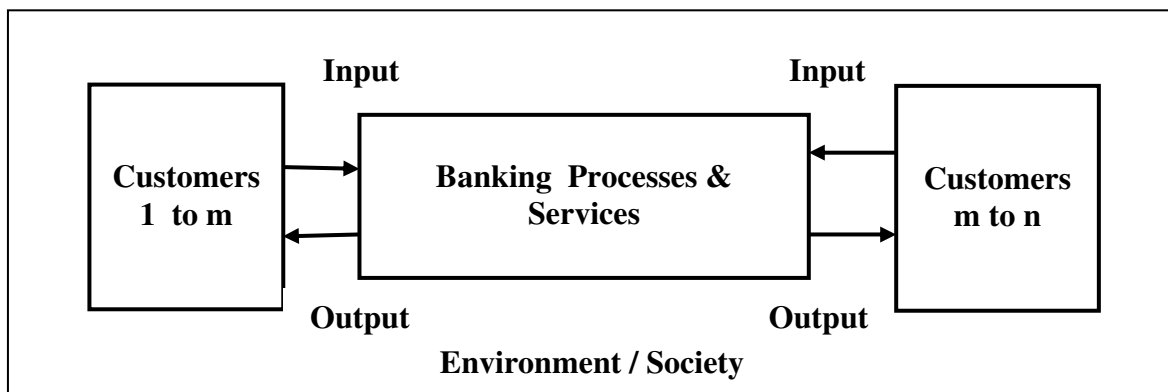 Input
Input
Customers
1 to m
Banking Processes &
Services
Customers
m to n
Output
Output
Environment / Society